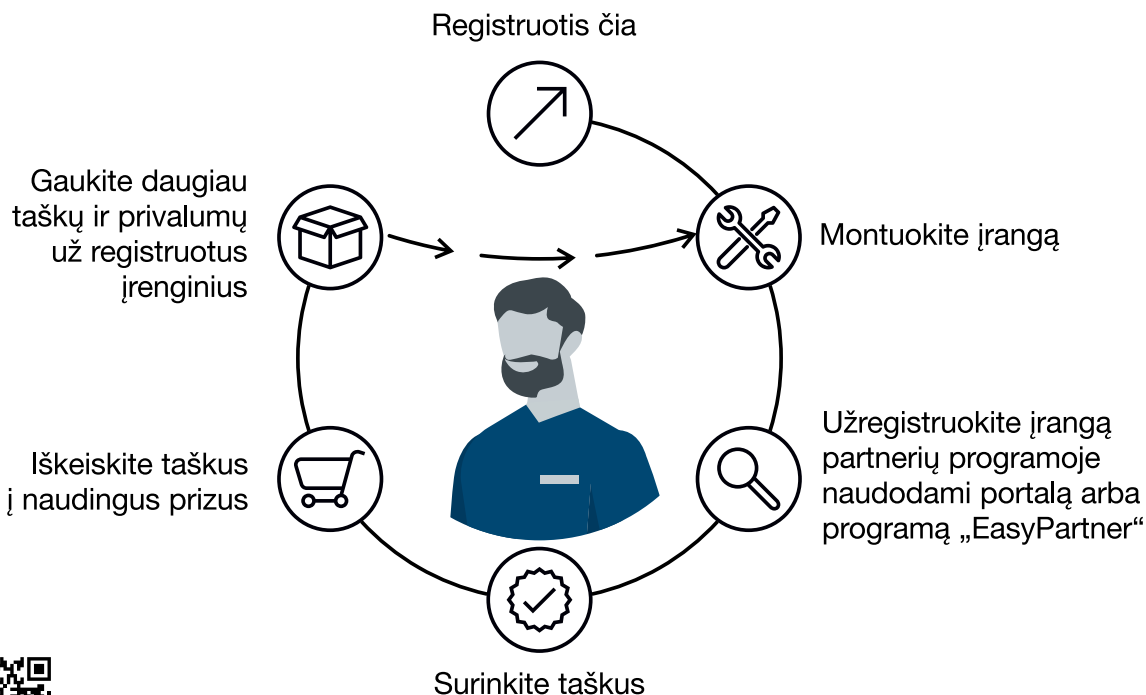 Registruotis čia
Gaukite daugiau
taškų ir privalumų
už registruotus
įrenginius
Montuokite įrangą
Užregistruokite įrangą
partnerių programoje
naudodami portalą arba
programą „EasyPartner“
Iškeiskite taškus
į naudingus prizus
Surinkite taškus